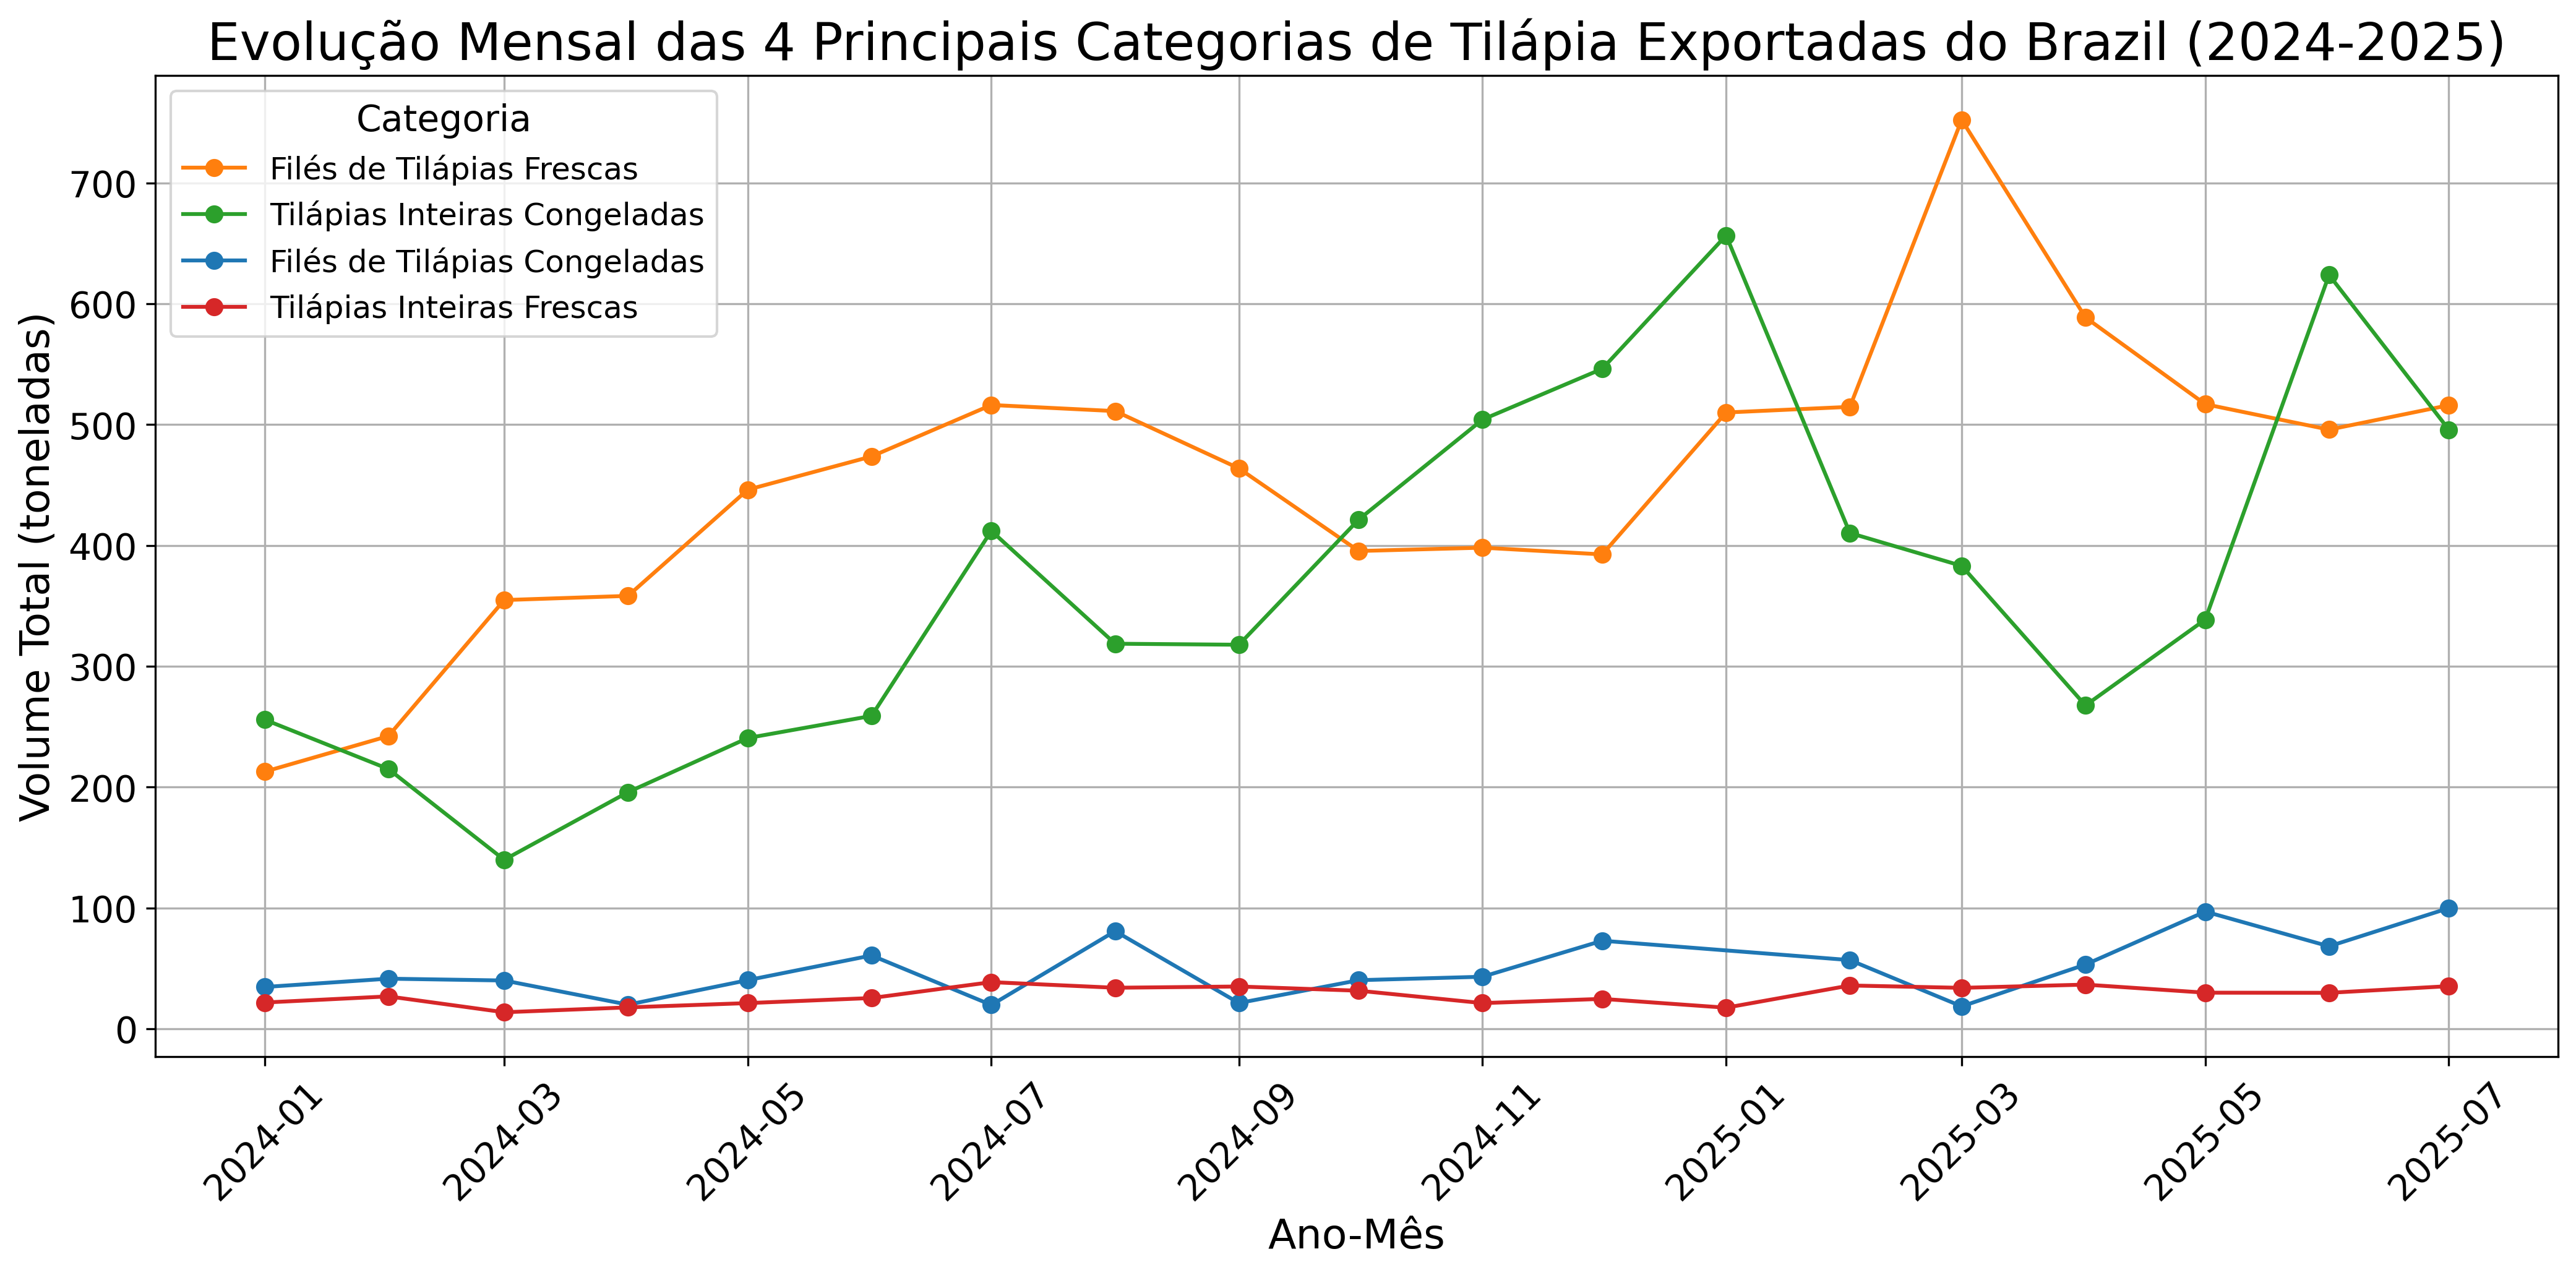 Evolução Mensal das 4 Principais Categorias de Tilápia Exportadas do Brazil (2024-2025)
Categoria
Filés de Tilápias Frescas
Tilápias Inteiras Congeladas
Filés de Tilápias Congeladas
Tilápias Inteiras Frescas
Volume Total (toneladas)
700
600
500
400
300
200
100
0
2024-01
2024-03
2024-05
2024-07
2024-09
2024-11
2025-01
2025-03
2025-05
2025-07
Ano-Mês